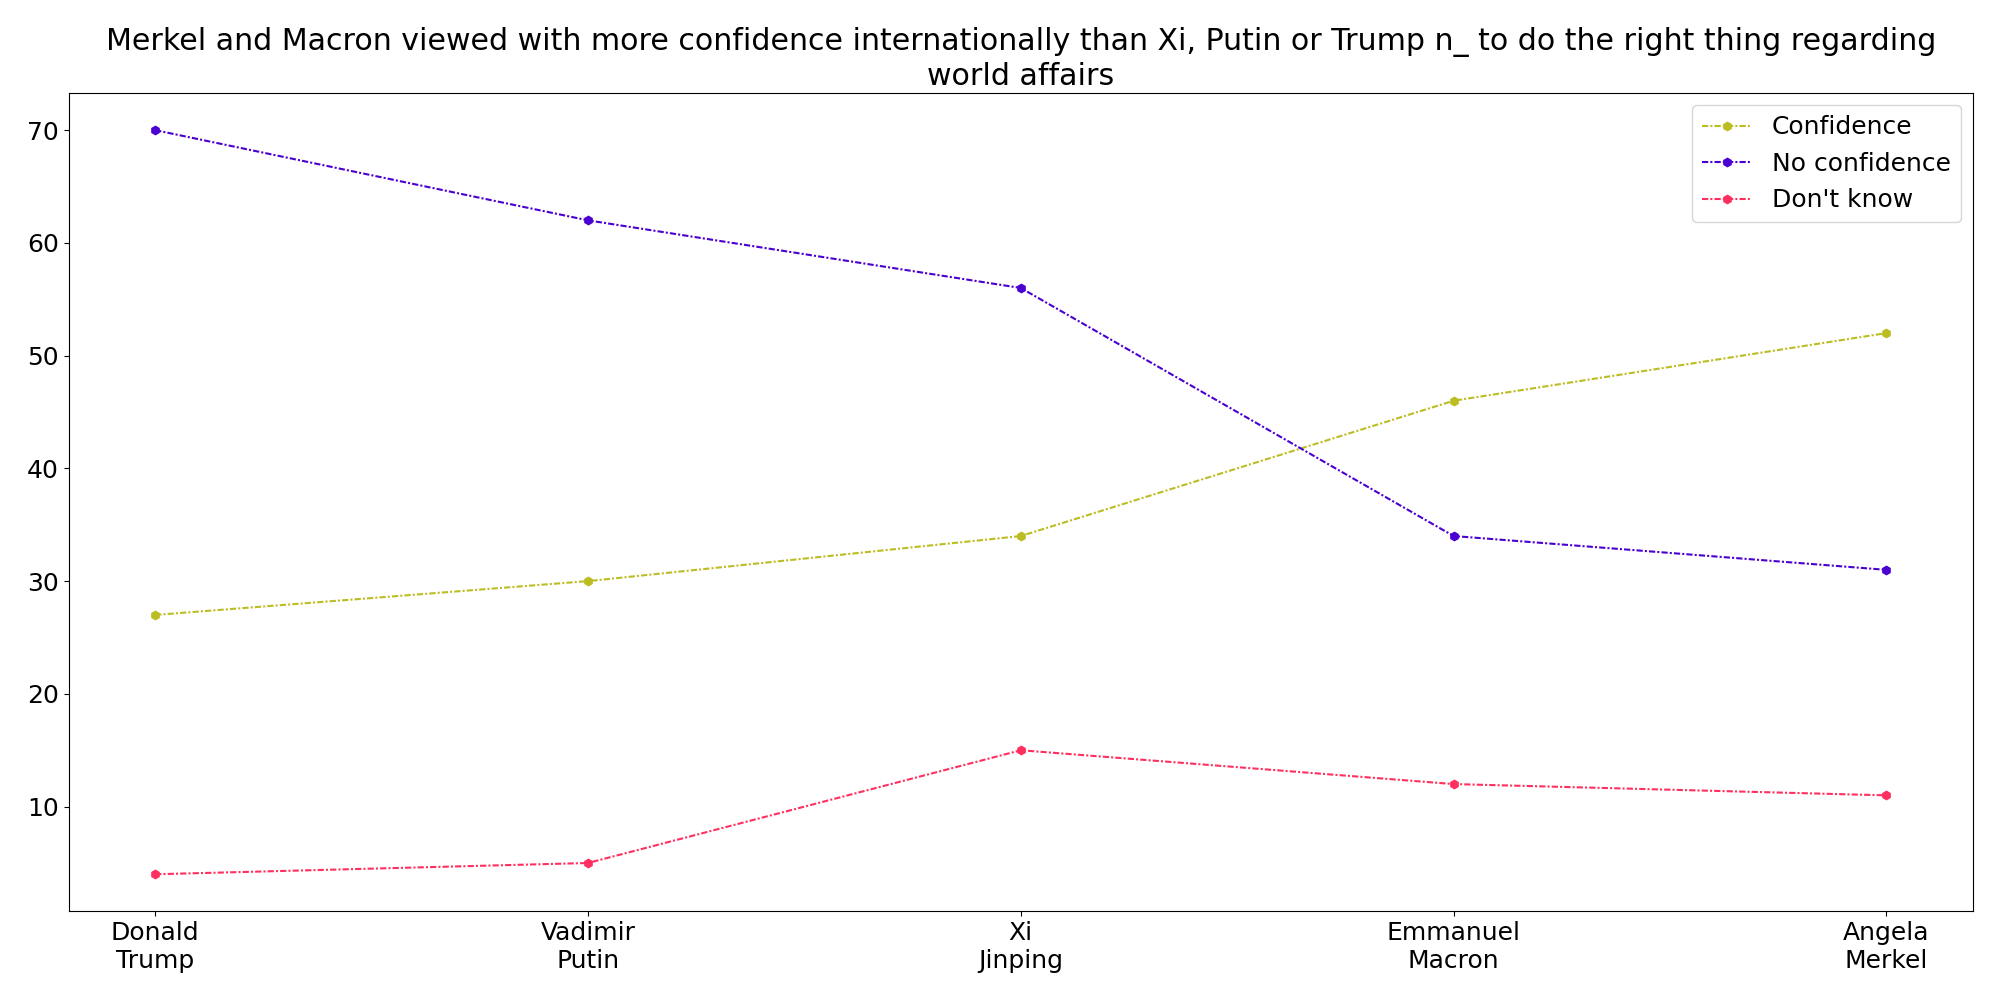 Merkel and Macron viewed with more confidence internationally than Xi, Putin or Trump n_ to do the right thing regarding
world affairs
70
60
50
40
30
20
10
Confidence
No confidence
Don't know
Donald
Trump
Vadimir
Putin
Xi
Jinping
Emmanuel
Macron
Angela
Merkel